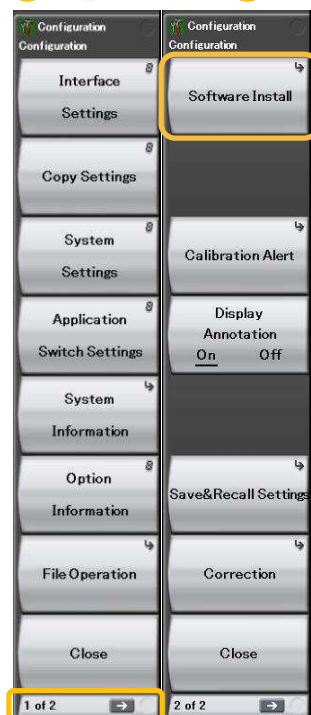 Configuration
Configuration
Interface
Settings
Copy Settings
System
Settings
Application
Switch Settings
System
Information
Option
Information
File Operation
Close
1 of 2
Configuration
Configuration
Software Install
Calibration Alert
Display
Annotation
On Off
Save&Recall Settings
Correction
Close
2 of 2